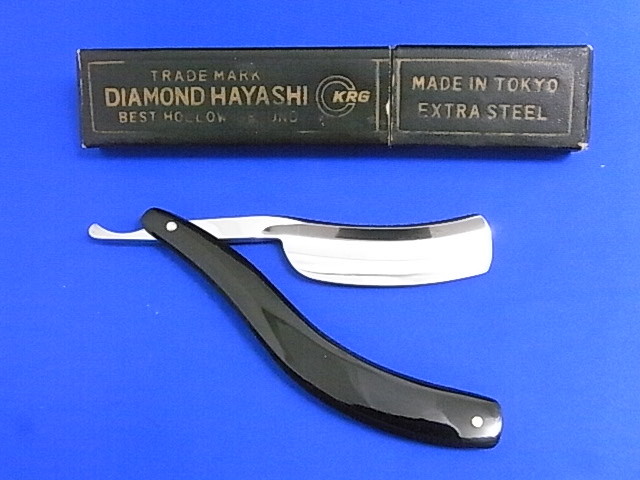 TRADE MARK
DIAMOND HAYASHI
KRG
BEST HOLLOW
MADE IN TOKYO
EXTRA STEEL